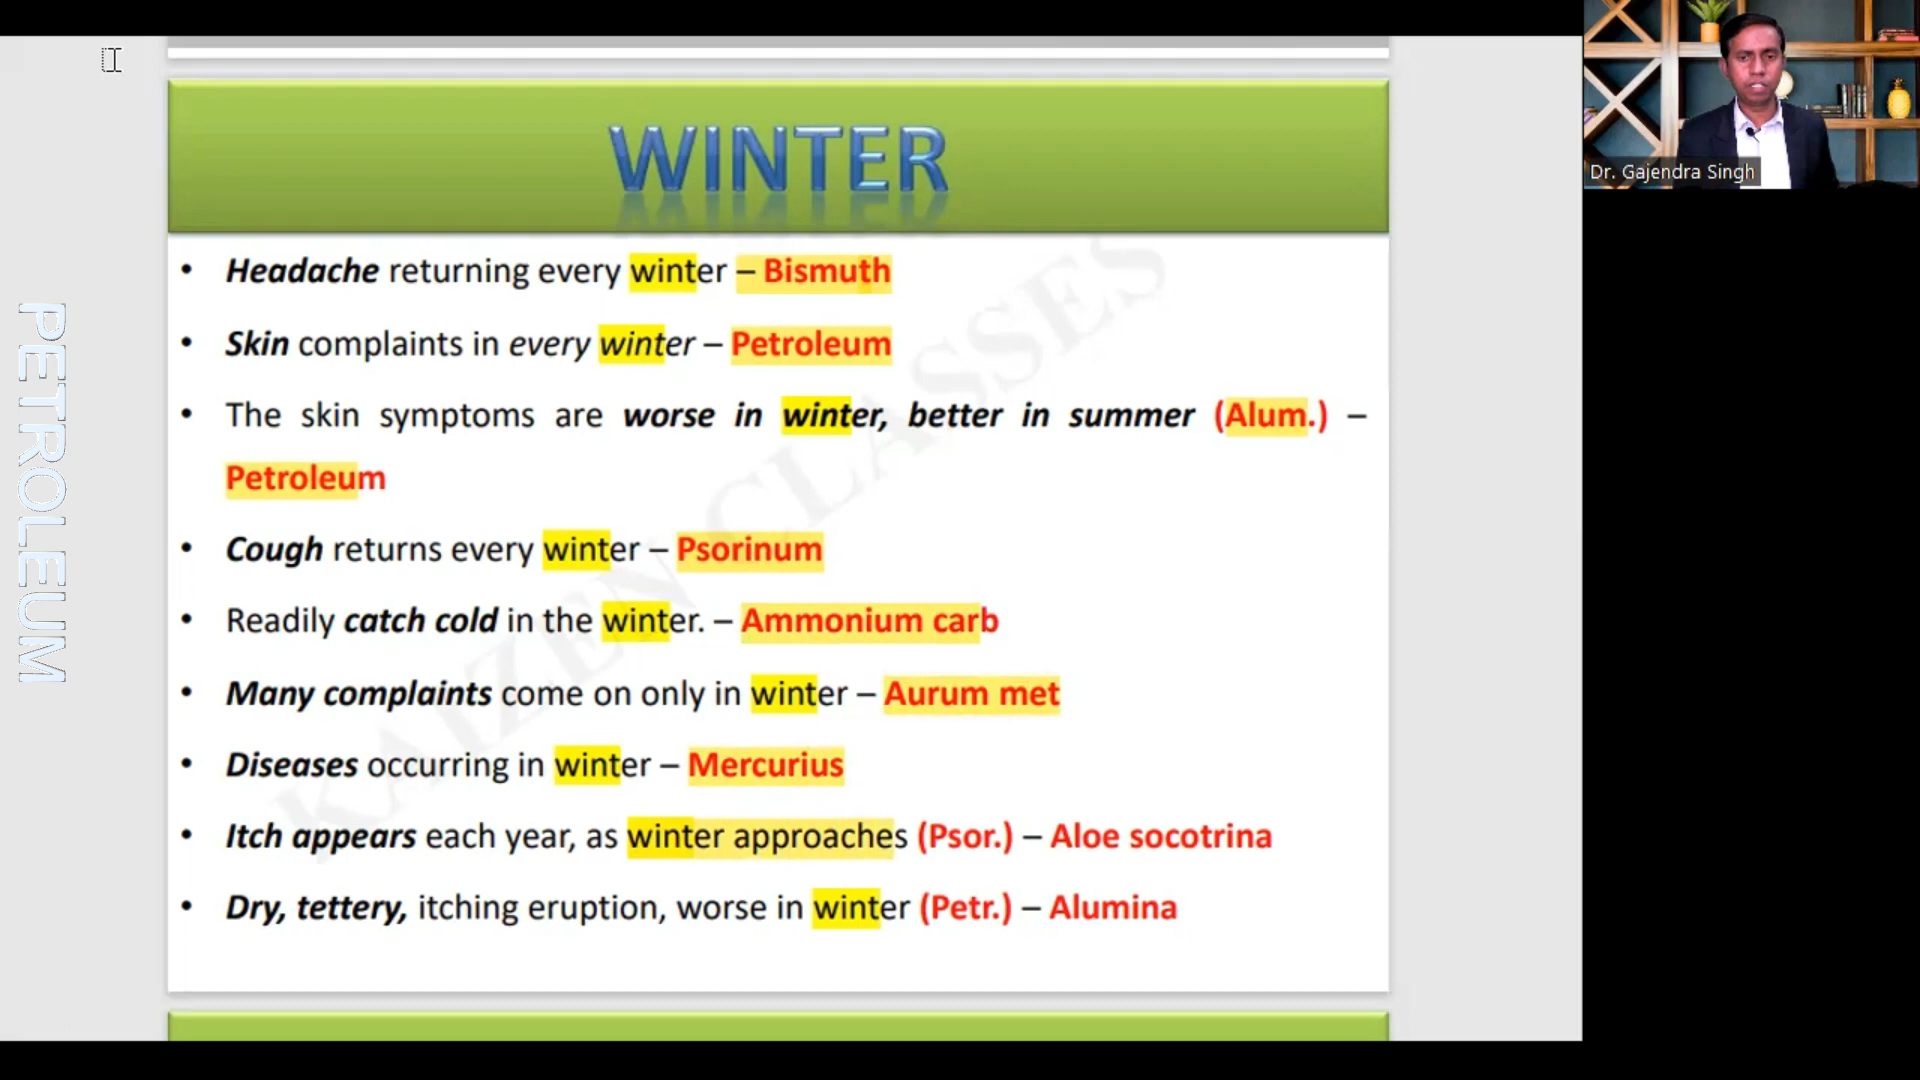 Dr. Gajendra Singh
WINTER
• Headache returning every winter – Bismuth
• Skin complaints in every winter – Petroleum
• The skin symptoms are worse in winter, better in summer (Alum.) –
Petroleum
• Cough returns every winter – Psorinum
• Readily catch cold in the winter. – Ammonium carb
• Many complaints come on only in winter – Aurum met
• Diseases occurring in winter – Mercurius
• Itch appears each year, as winter approaches (Psor.) – Aloe socotrina
• Dry, tettery, itching eruption, worse in winter (Petr.) – Alumina
KAIZEN CLASSES
PETROLEUM